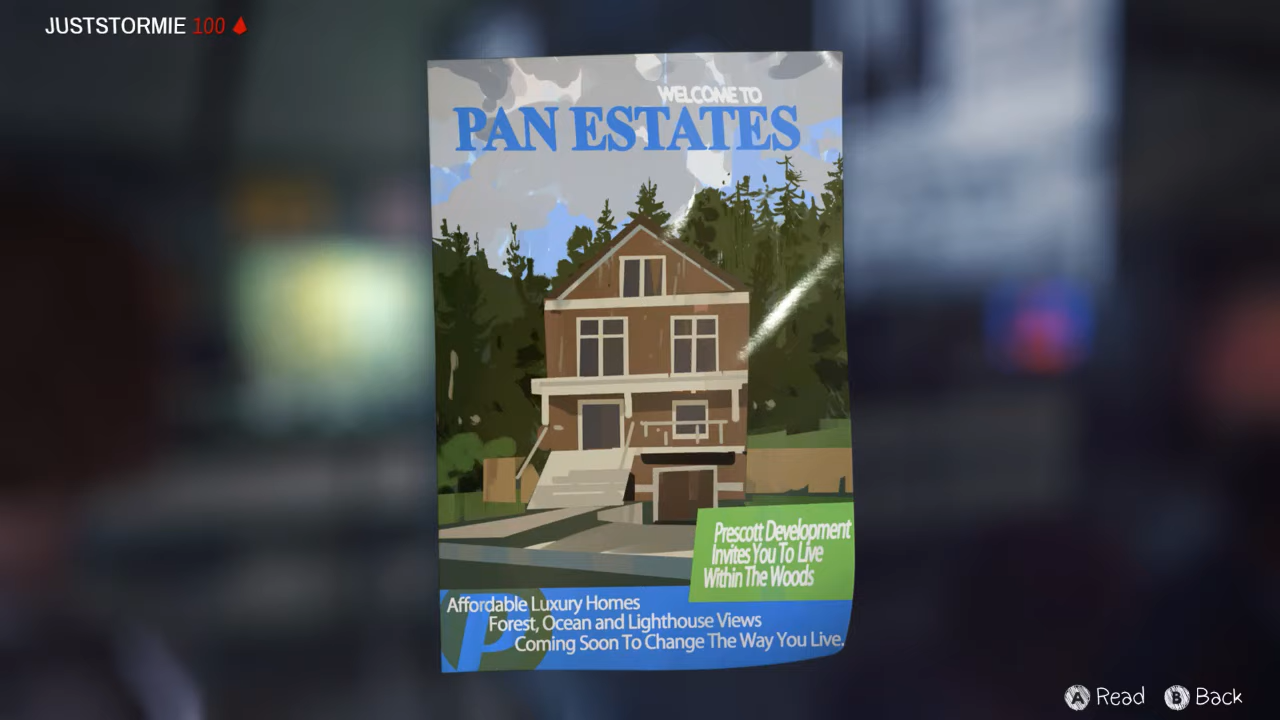 JUSTSTORMIE 100
WELCOME TO
PAN ESTATES
Prescott Development
Invites You To Live
Within The Woods
Affordable Luxury Homes
Forest, Ocean and Lighthouse Views
Coming Soon To Change The Way You Live.
P
A Read B Back